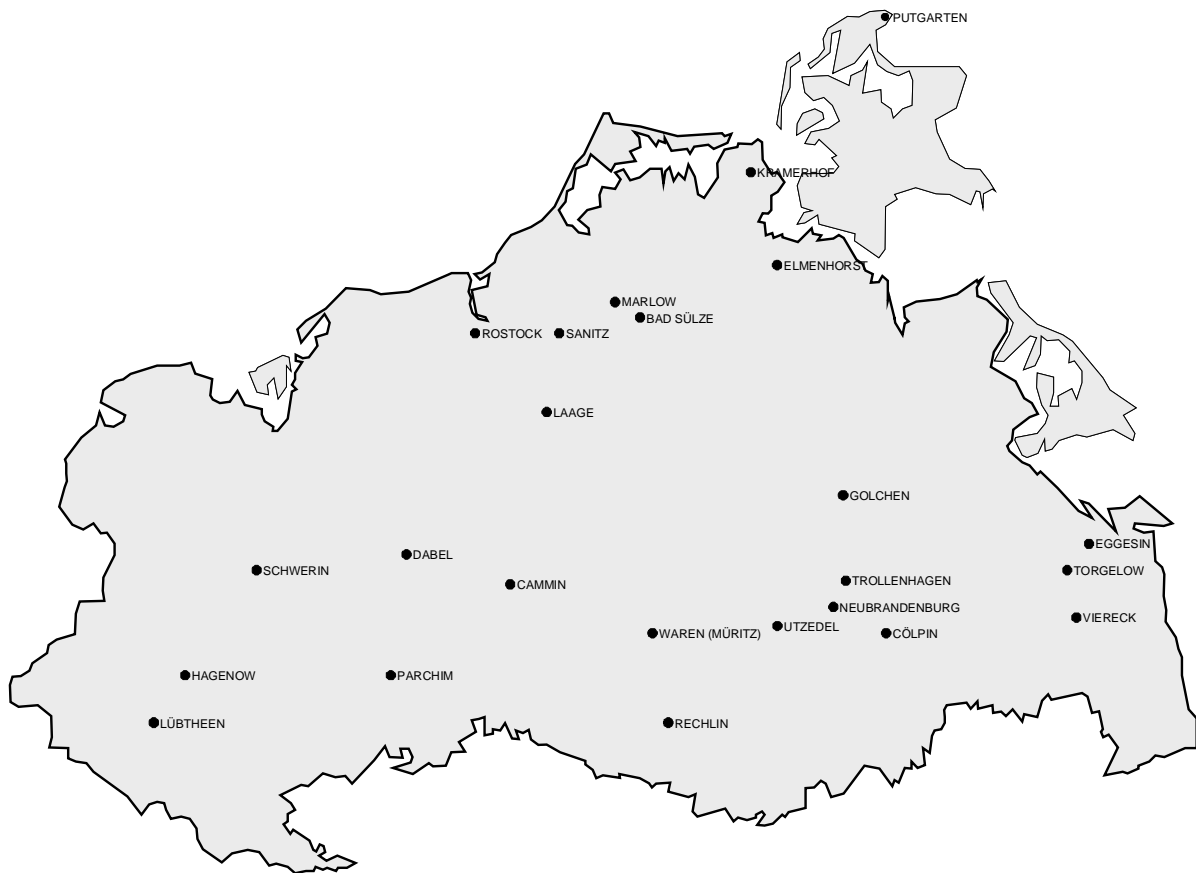 PUTGARTEN
KRAMERHOF
ELMENHORST
MARLOW
BAD SÜLZE
ROSTOCK
SANITZ
LAAGE
GOLCHEN
EGGESIN
DABEL
SCHWERIN
TORGELOW
CAMMIN
TROLLENHAGEN
NEUBRANDENBURG
VIERECK
UTZEDEL
WAREN (MÜRITZ)
CÖLPIN
HAGENOW
PARCHIM
LÜBTHEEN
RECHLIN